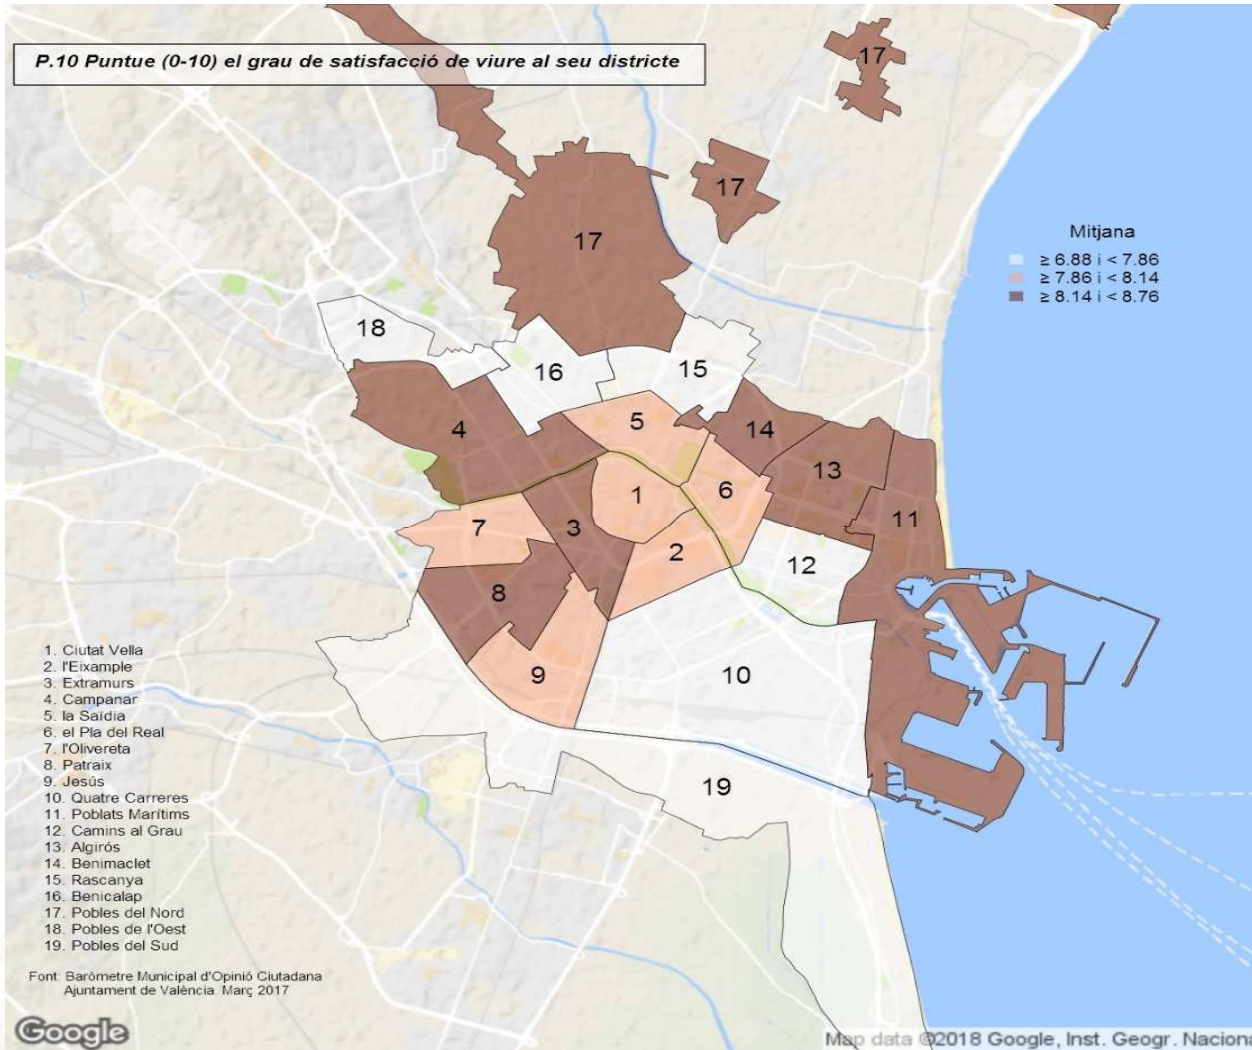 P.10 Puntue (0-10) el grau de satisfacció de viure al seu districte
17
17
17
Mitjana
≥ 6.88 i < 7.86
≥ 7.86 i < 8.14
≥ 8.14 i < 8.76
18
16
15
5
4
14
13
6
1
11
3
7
2
12
8
9
10
19
1. Ciutat Vella
2. l'Eixample
3. Extramurs
4. Campanar
5. la Saïdia
6. el Pla del Real
7. l'Olivereta
8. Patraix
9. Jesús
10. Quatre Carreres
11. Poblats Marítims
12. Camins al Grau
13. Algirós
14. Benimaclet
15. Rascanya
16. Benicalap
17. Pobles del Nord
18. Pobles de l'Oest
19. Pobles del Sud
Font: Baròmetre Municipal d'Opinió Ciutadana
Ajuntament de València. Març 2017
Google
Map data ©2018 Google, Inst. Geogr. Naciona